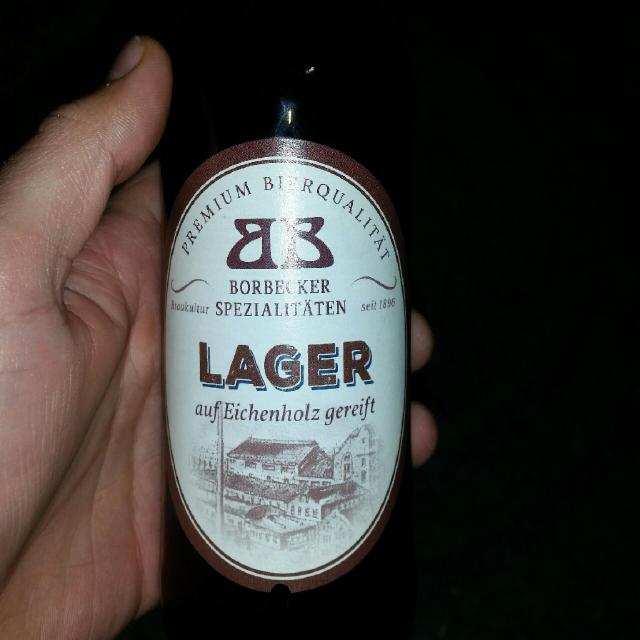 PREMIUM BIERQUALITÄT
BB
BORBECKER
Braukultur SPEZIALITÄTEN seit 1896
LAGER
auf Eichenholz gereift